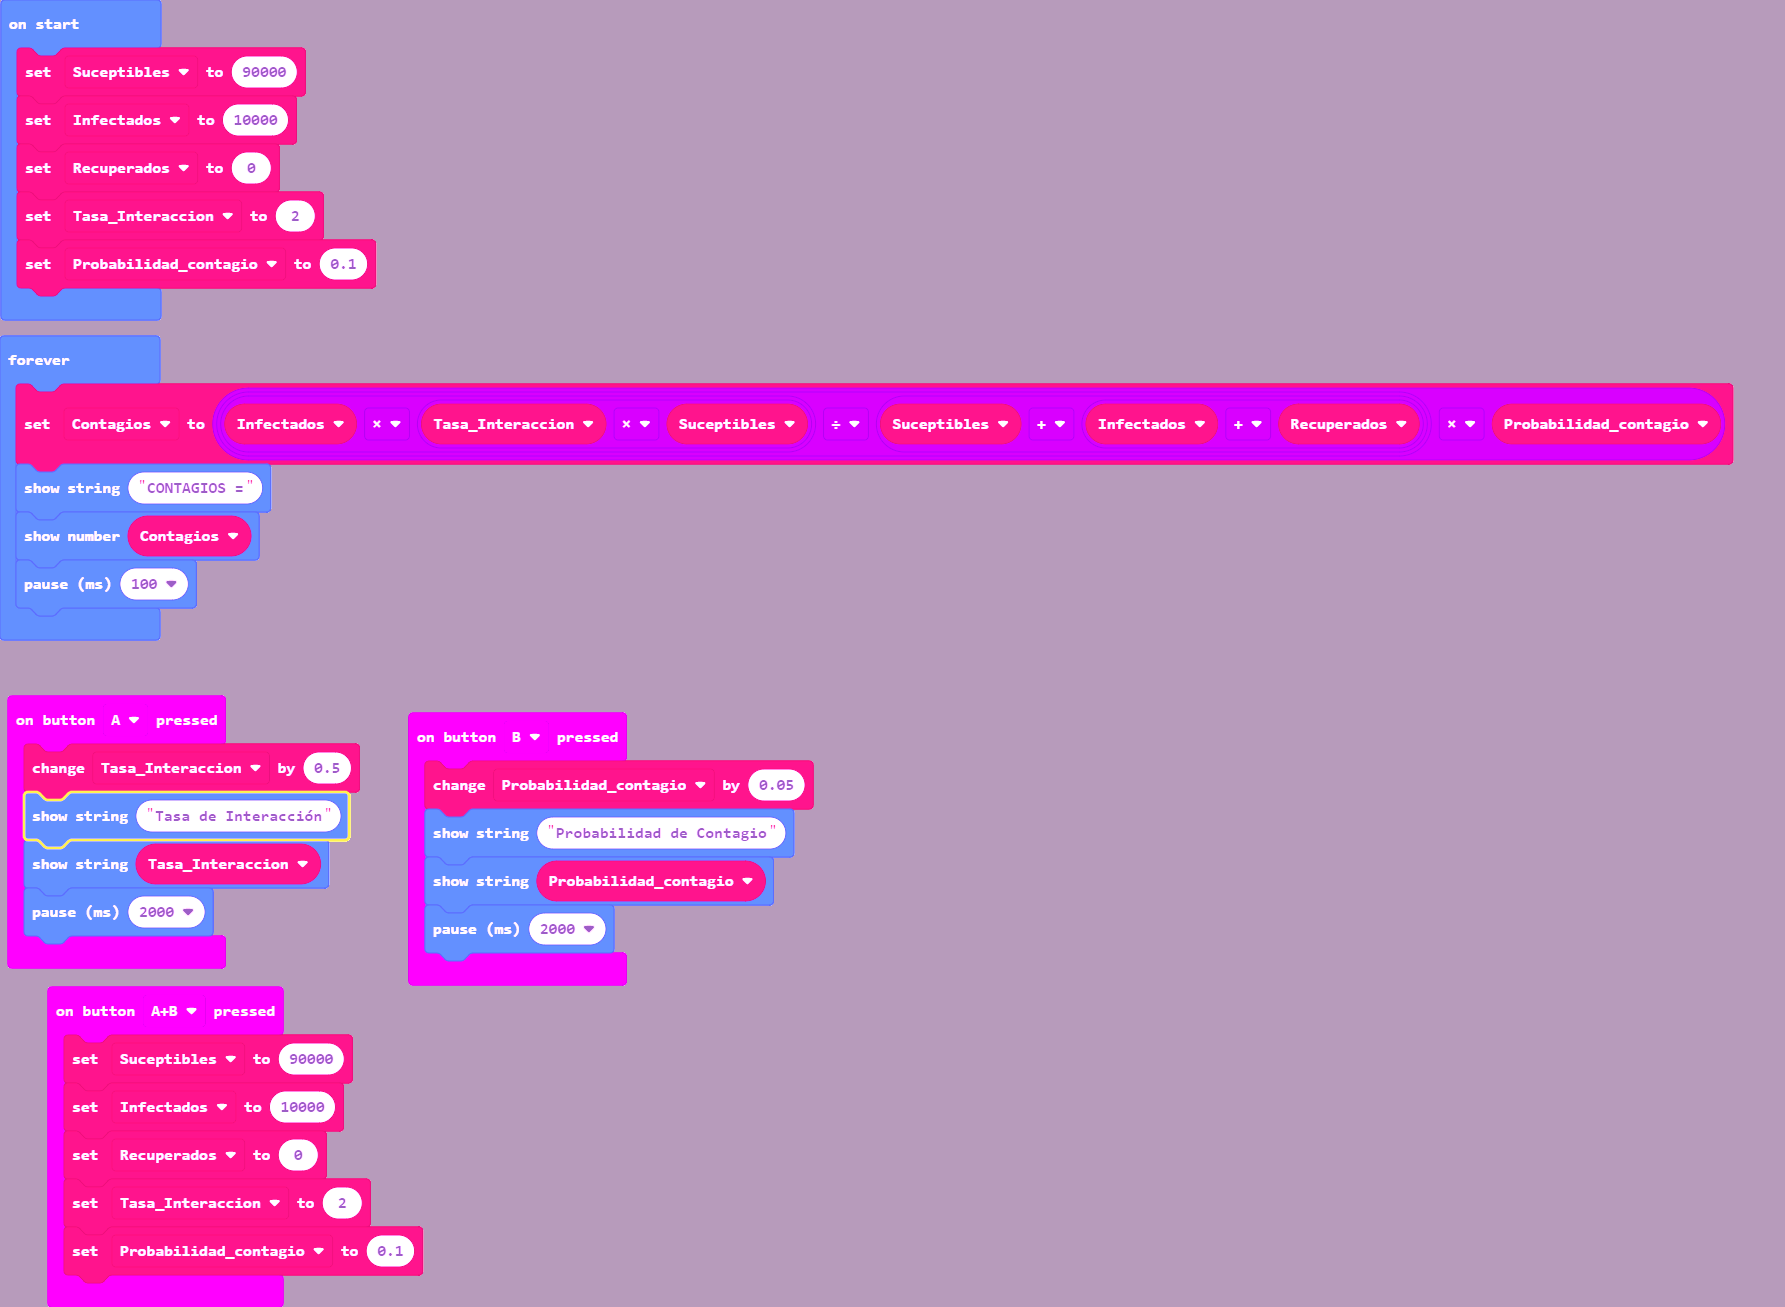 on start
set Suceptibles to 90000
set Infectados to 10000
set Recuperados to 0
set Tasa_Interaccion to 2
set Probabilidad_contagio to 0.1
forever
set Contagios to Infectados × Tasa_Interaccion × Suceptibles ÷ Suceptibles + Infectados + Recuperados × Probabilidad_contagio
show string "CONTAGIOS ="
show number Contagios
pause (ms) 100
on button A pressed
change Tasa_Interaccion by 0.5
show string "Tasa de Interacción"
show string Tasa_Interaccion
pause (ms) 2000
on button B pressed
change Probabilidad_contagio by 0.05
show string "Probabilidad de Contagio"
show string Probabilidad_contagio
pause (ms) 2000
on button A+B pressed
set Suceptibles to 90000
set Infectados to 10000
set Recuperados to 0
set Tasa_Interaccion to 2
set Probabilidad_contagio to 0.1